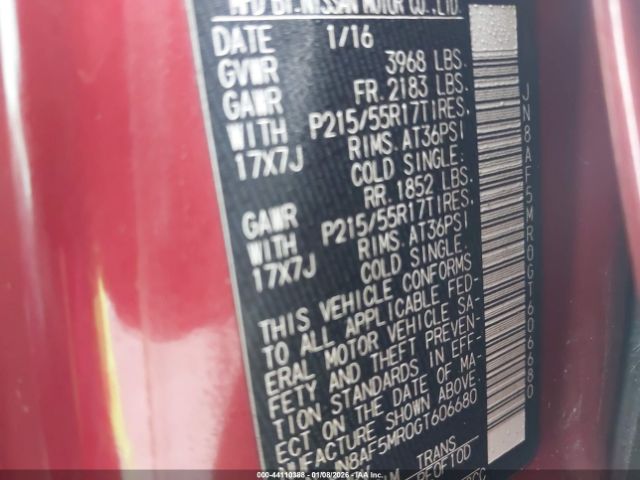 MFD BY: NISSAN MOTOR CO., LTD.
DATE 1/16
GVWR 3968 LBS.
GAWR FR. 2183 LBS.
WITH P215/55R17TIRES,
17X7J RIMS. AT36PSI
COLD SINGLE:
GAWR RR. 1852 LBS.
WITH P215/55R17TIRES,
17X7J RIMS. AT36PSI
COLD SINGLE.
THIS VEHICLE CONFORMS
TO ALL APPLICABLE FED-
ERAL MOTOR VEHICLE SA-
FETY AND THEFT PREVEN-
TION STANDARDS IN EFF-
ECT ON THE DATE OF MA-
NUFACTURE SHOWN ABOVE.
JN8AF5MR0GT606680
TRANS
RE0F10D
JN8AF5MR0GT606680
000-44110388 - 01/08/2026 - © IAA, Inc.